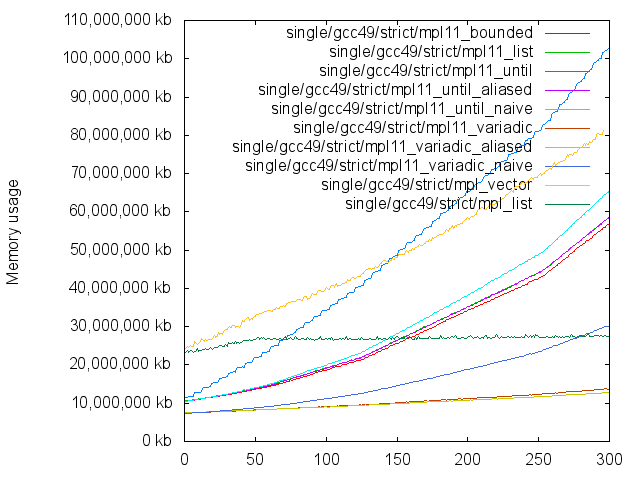 110,000,000 kb
100,000,000 kb
90,000,000 kb
80,000,000 kb
70,000,000 kb
60,000,000 kb
50,000,000 kb
40,000,000 kb
30,000,000 kb
20,000,000 kb
10,000,000 kb
0 kb
Memory usage
single/gcc49/strict/mpl11_bounded
single/gcc49/strict/mpl11_list
single/gcc49/strict/mpl11_until
single/gcc49/strict/mpl11_until_aliased
single/gcc49/strict/mpl11_until_naive
single/gcc49/strict/mpl11_variadic
single/gcc49/strict/mpl11_variadic_aliased
single/gcc49/strict/mpl11_variadic_naive
single/gcc49/strict/mpl_vector
single/gcc49/strict/mpl_list
0 50 100 150 200 250 300